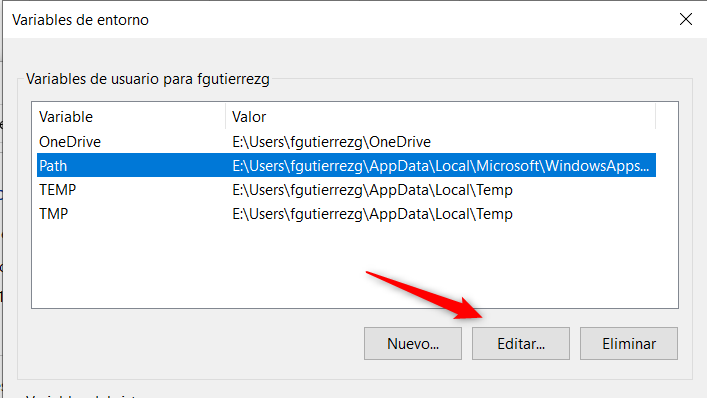 Variables de entorno
Variables de usuario para fgutierrezg
Variable Valor
OneDrive E:\Users\fgutierrezg\OneDrive
Path E:\Users\fgutierrezg\AppData\Local\Microsoft\WindowsApps...
TEMP E:\Users\fgutierrezg\AppData\Local\Temp
TMP E:\Users\fgutierrezg\AppData\Local\Temp
Nuevo... Editar... Eliminar